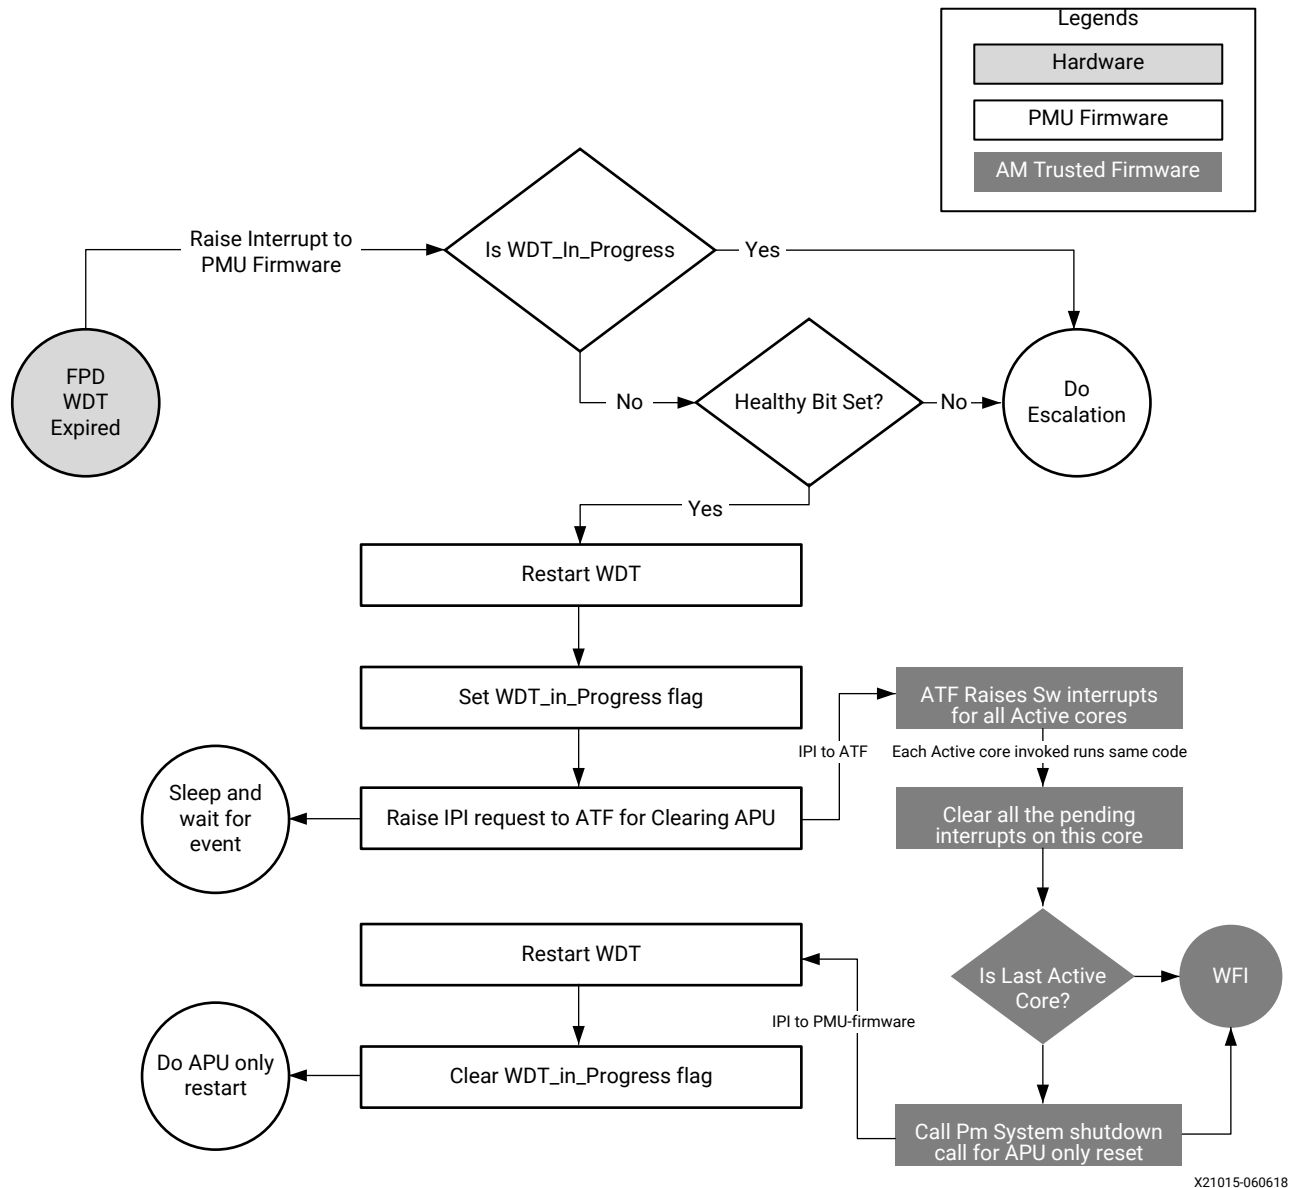 Legends
Hardware
PMU Firmware
AM Trusted Firmware
Raise Interrupt to
PMU Firmware
Is WDT_In_Progress
Yes
FPD
WDT
Expired
No
Healthy Bit Set?
No
Do
Escalation
Yes
Restart WDT
Set WDT_in_Progress flag
ATF Raises Sw interrupts
for all Active cores
IPI to ATF
Each Active core invoked runs same code
Sleep and
wait for
event
Raise IPI request to ATF for Clearing APU
Clear all the pending
interrupts on this core
Restart WDT
Is Last Active
Core?
WFI
IPI to PMU-firmware
Do APU only
restart
Clear WDT_in_Progress flag
Call Pm System shutdown
call for APU only reset
X21015-060618